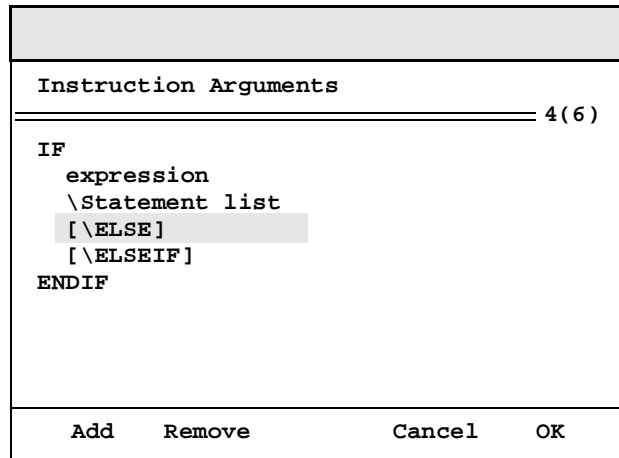 Instruction Arguments
4(6)
IF
expression
\Statement list
[\ELSE]
[\ELSEIF]
ENDIF
Add Remove Cancel OK